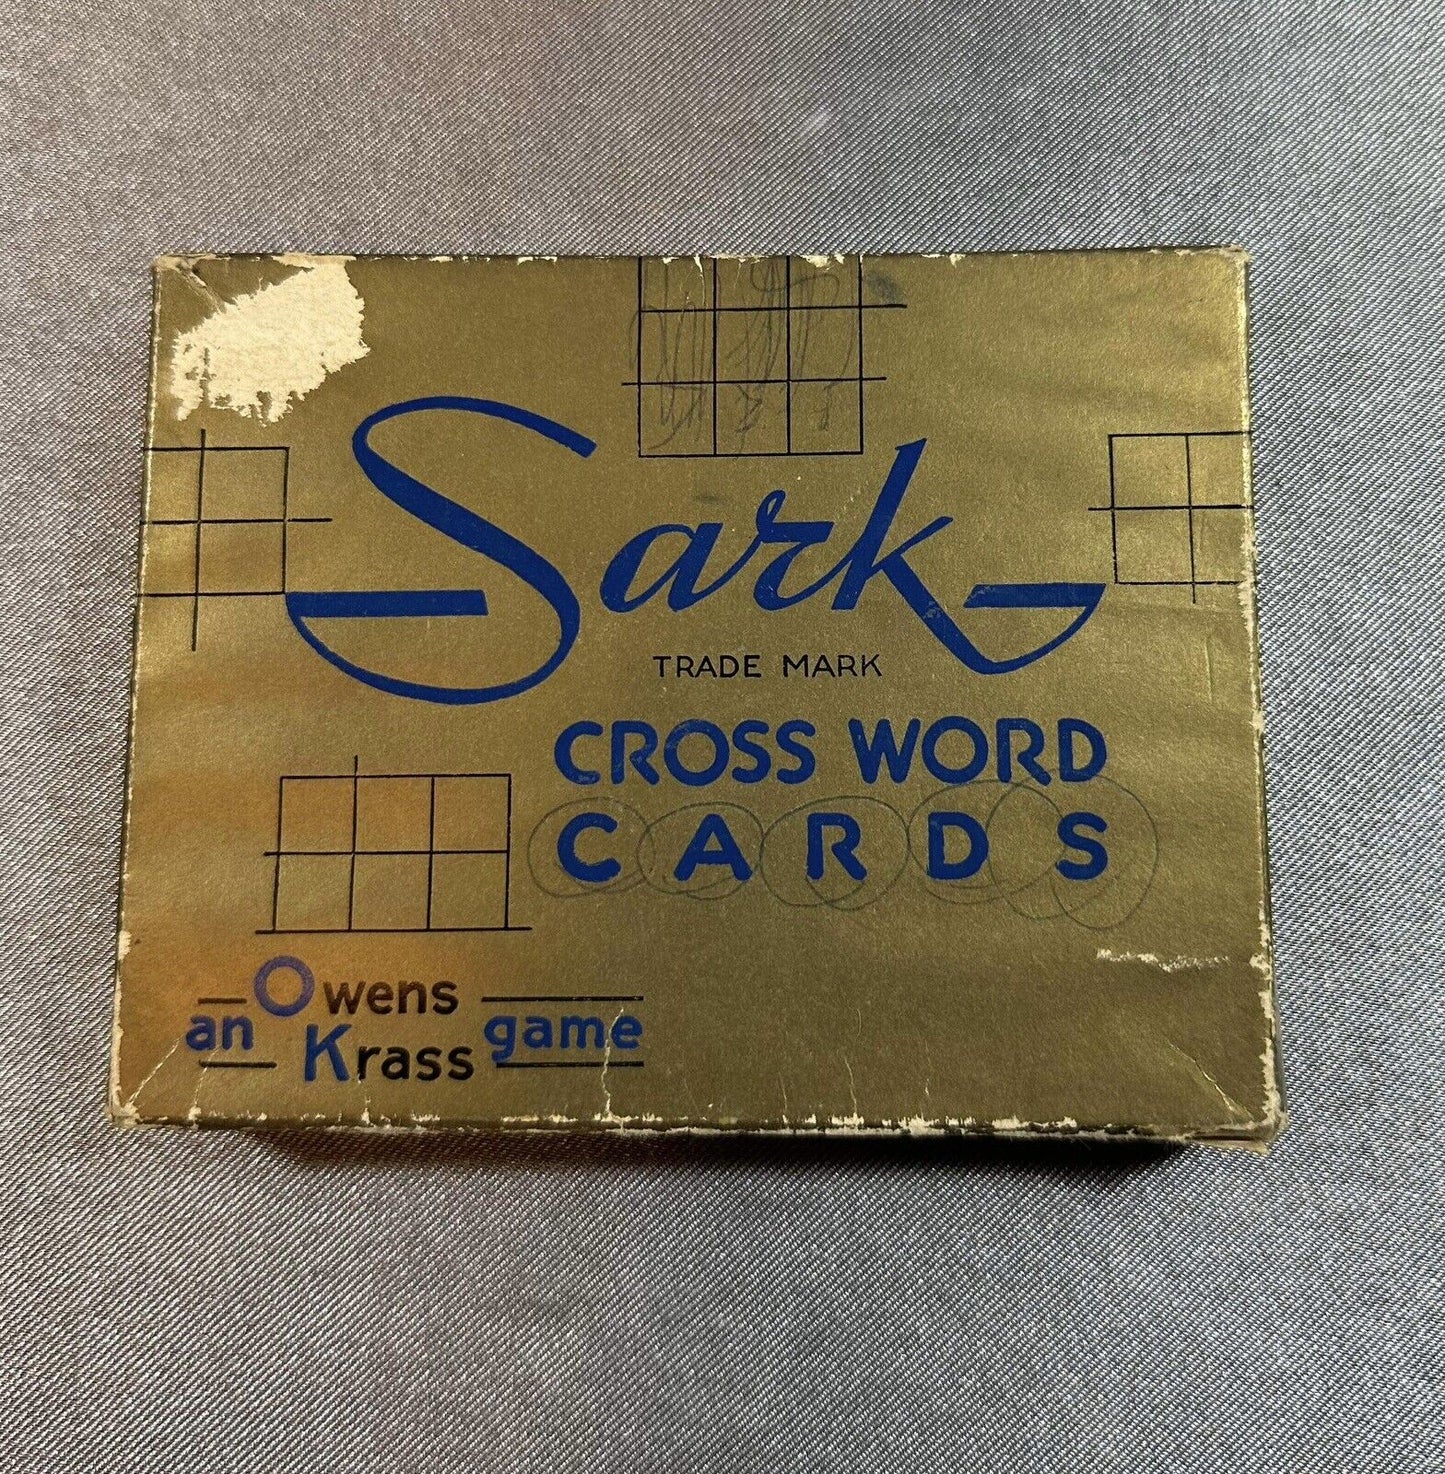 Sark
TRADE MARK
CROSS WORD
CARDS
an Owens Krass game